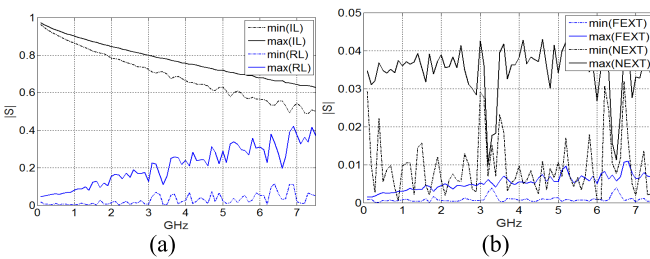 1
0.8
0.6
0.4
0.2
0
|S|
0 1 2 3 4 5 6 7
GHz
min(IL)
max(IL)
min(RL)
max(RL)
(a)
0.05
0.04
0.03
0.02
0.01
0
|S|
0 1 2 3 4 5 6 7
GHz
min(FEXT)
max(FEXT)
min(NEXT)
max(NEXT)
(b)